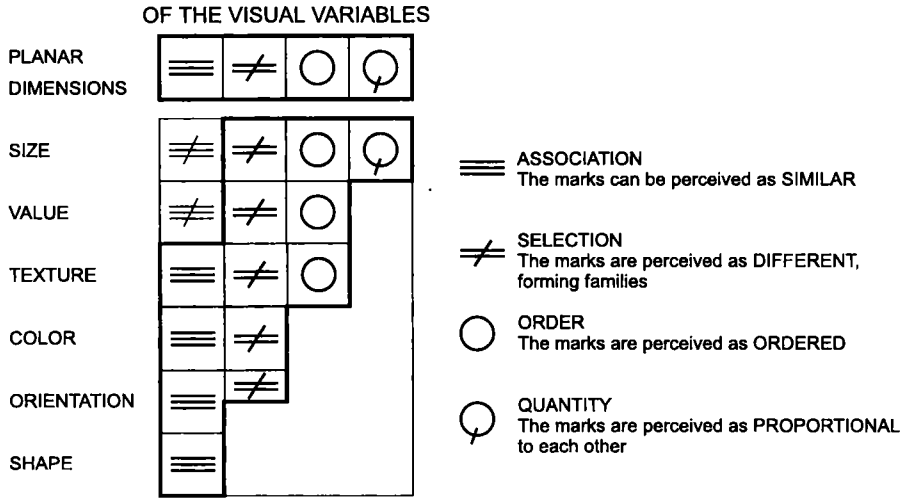 OF THE VISUAL VARIABLES
PLANAR
DIMENSIONS
SIZE
VALUE
TEXTURE
COLOR
ORIENTATION
SHAPE
ASSOCIATION
The marks can be perceived as SIMILAR
SELECTION
The marks are perceived as DIFFERENT,
forming families
ORDER
The marks are perceived as ORDERED
QUANTITY
The marks are perceived as PROPORTIONAL
to each other